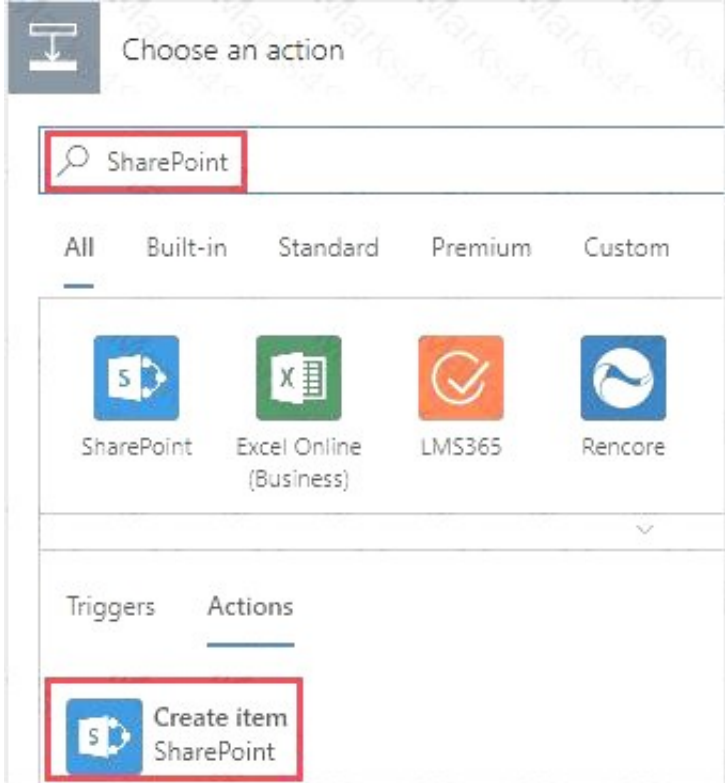 Choose an action
SharePoint
All Built-in Standard Premium Custom
SharePoint Excel Online LMS365 Rencore
(Business)
Triggers Actions
Create item
SharePoint